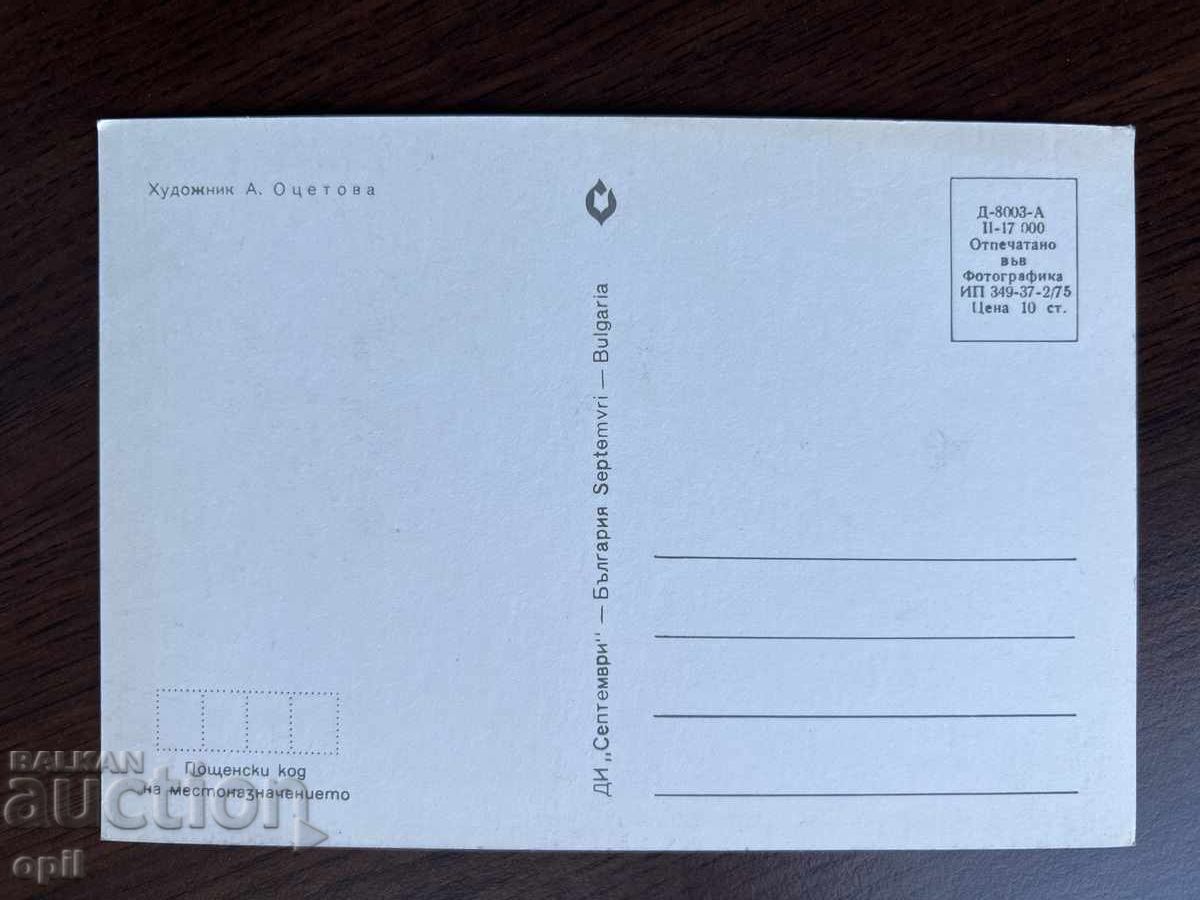 Художник А. Оцетова
Д-8003-А
II-17 000
Отпечатано
във
Фотографика
ИП 349-37-2/75
Цена 10 ст.
ДИ „Септември" — България Septemvri — Bulgaria
Пощенски код
на местоназначението
BALKAN
auction
opil